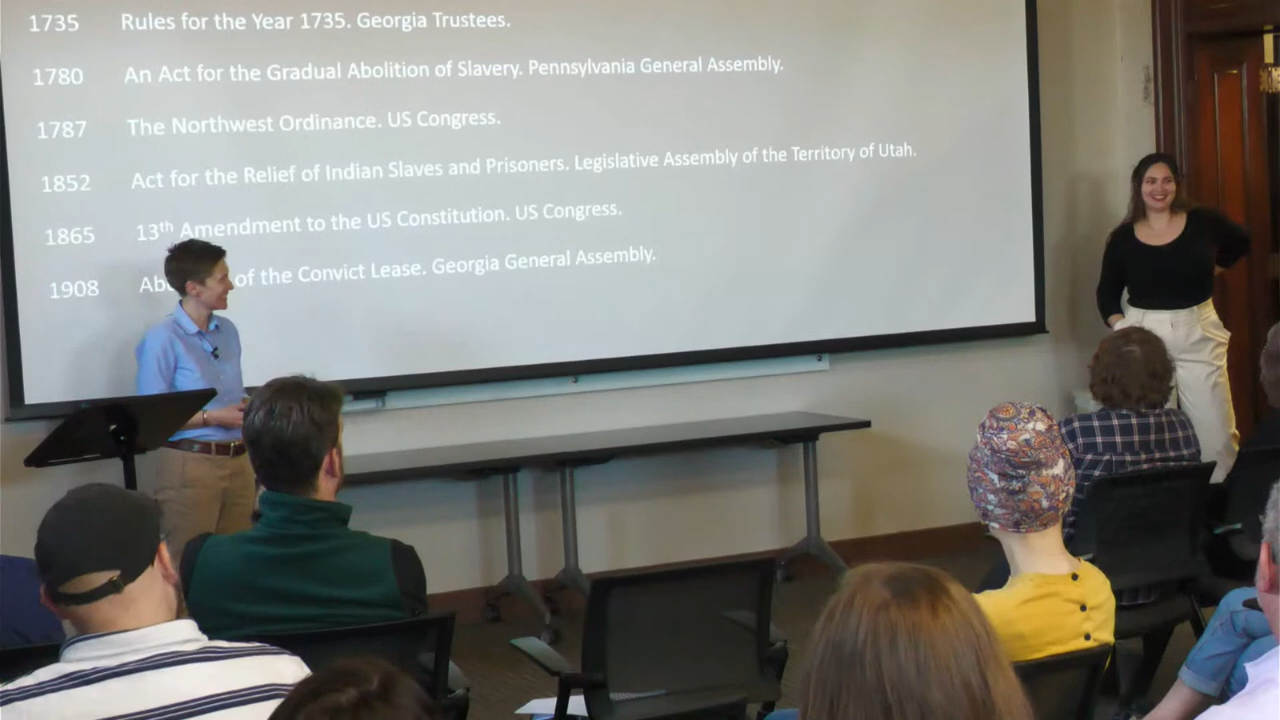 1735 Rules for the Year 1735. Georgia Trustees.
1780 An Act for the Gradual Abolition of Slavery. Pennsylvania General Assembly.
1787 The Northwest Ordinance. US Congress.
1852 Act for the Relief of Indian Slaves and Prisoners. Legislative Assembly of the Territory of Utah.
1865 13th Amendment to the US Constitution. US Congress.
1908 of the Convict Lease. Georgia General Assembly.